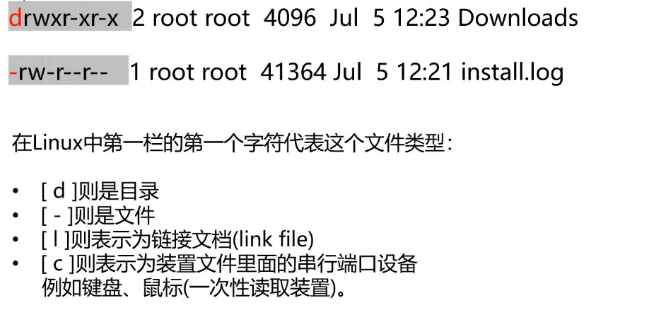 drwxr-xr-x 2 root root 4096 Jul 5 12:23 Downloads
-rw-r--r-- 1 root root 41364 Jul 5 12:21 install.log
在Linux中第一栏的第一个字符代表这个文件类型：
• [ d ]则是目录
• [ - ]则是文件
• [ l ]则表示为链接文档(link file)
• [ c ]则表示为装置文件里面的串行端口设备
例如键盘、鼠标(一次性读取装置)。